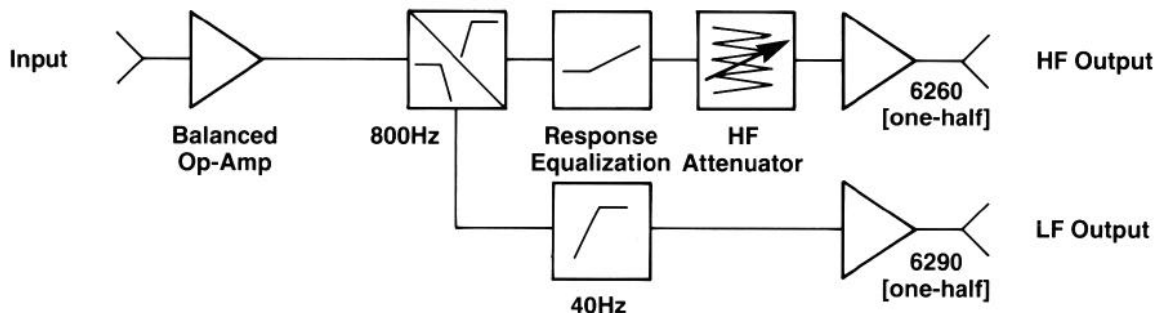 Input
HF Output
6260
[one-half]
Balanced
Op-Amp
800Hz
Response
Equalization
HF
Attenuator
LF Output
6290
[one-half]
40Hz